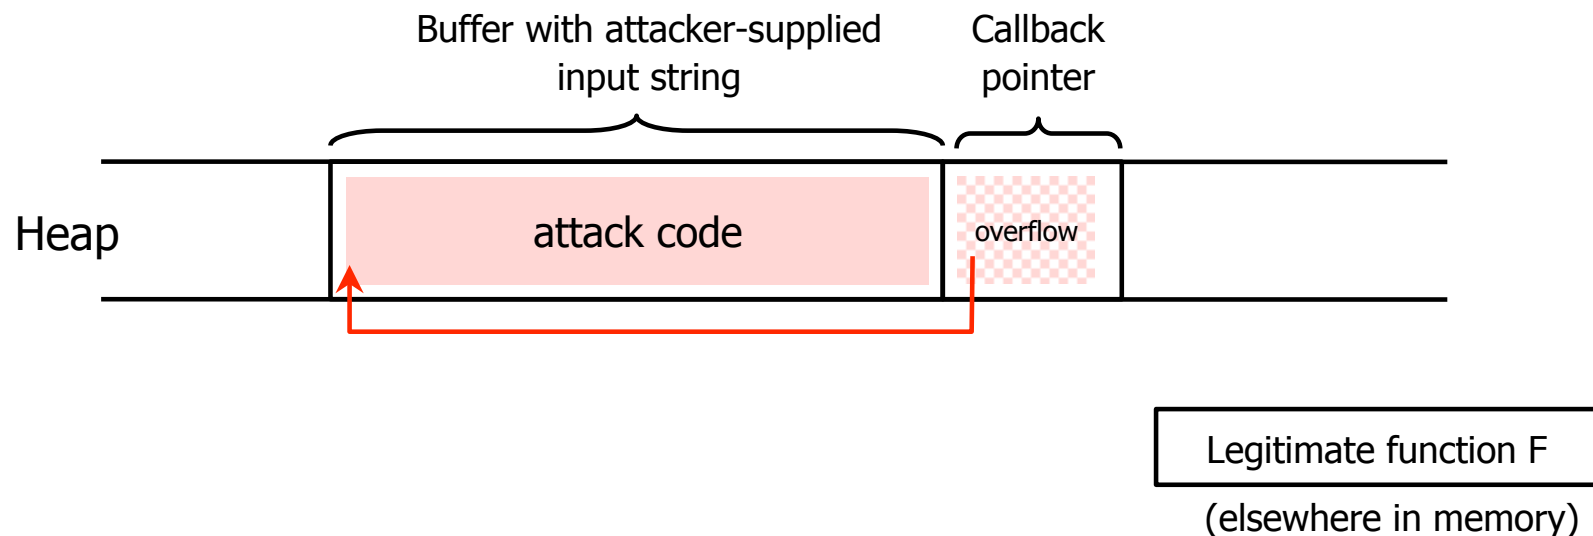 Buffer with attacker-supplied
input string
Callback
pointer
Heap
attack code
overflow
Legitimate function F
(elsewhere in memory)